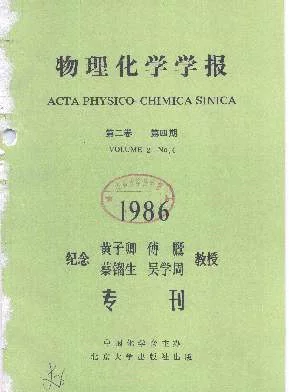 物理化学学报
ACTA PHYSICO-CHIMICA SINICA
第二卷 第四期
VOLUME 2 No.4
1986
纪念 黄子卿 傅鹰 教授
蔡镏生 吴学周
专刊
中国化学会主办
北京大学出版社出版